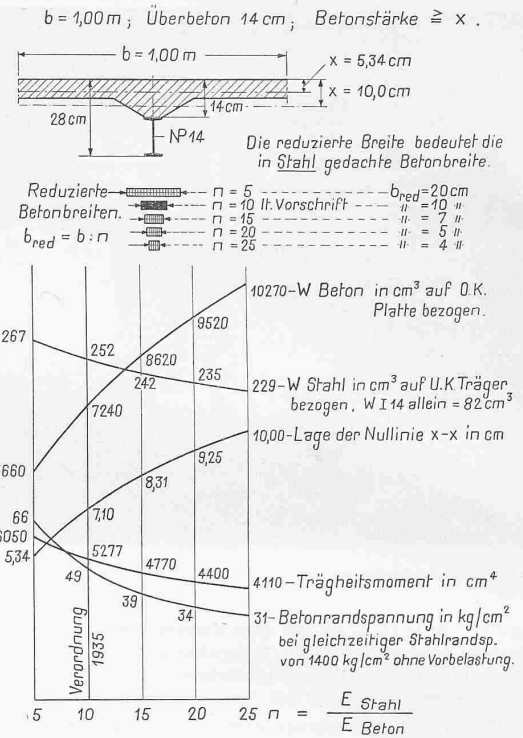 b = 1,00 m ; Überbeton 14 cm ; Betonstärke ≧ x .
b = 1,00 m
x = 5,34 cm
x = 10,0 cm
28 cm
14 cm
NP 14
Die reduzierte Breite bedeutet die
in Stahl gedachte Betonbreite.
Reduzierte
Betonbreiten.
b red = b : n
n = 5 b red = 20 cm
n = 10 lt. Vorschrift " = 10 "
n = 15 " = 7 "
n = 20 " = 5 "
n = 25 " = 4 "
10270 - W Beton in cm³ auf O.K.
Platte bezogen.
9520
8620
7240
660
267
252
242
235
229 - W Stahl in cm³ auf U.K. Träger
bezogen, W I 14 allein = 82 cm³
10,00 - Lage der Nullinie x-x in cm
9,25
8,31
7,10
5,34
66
6050
5277
4770
4400
4110 - Trägheitsmoment in cm⁴
49
39
34
31 - Betonrandspannung in kg/cm²
bei gleichzeitiger Stahlrandsp.
von 1400 kg/cm² ohne Vorbelastung.
Verordnung
1935
5 10 15 20 25 n = E Stahl / E Beton